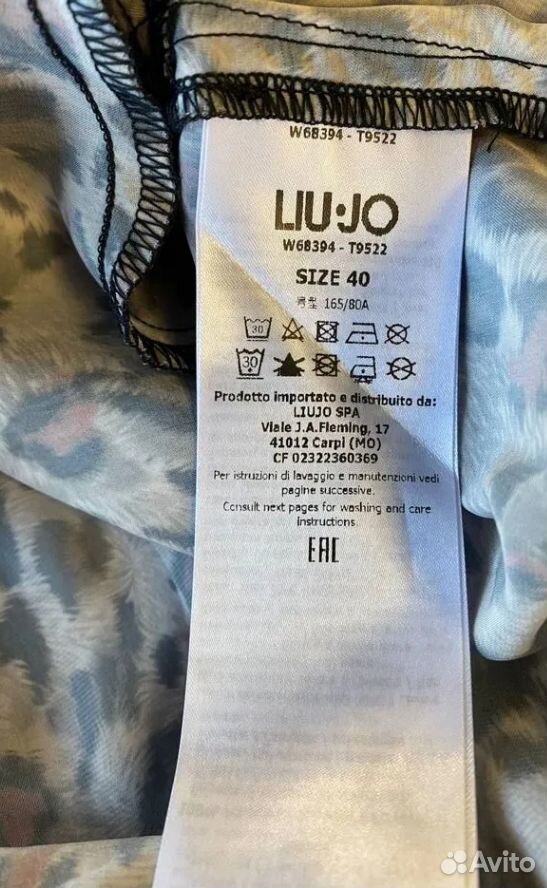 W68394 - T9522
LIU·JO
W68394 - T9522
SIZE 40
号型 165/80A
30
30
Prodotto importato e distribuito da:
LIUJO SPA
Viale J.A.Fleming, 17
41012 Carpi (MO)
CF 02322360369
Per istruzioni di lavaggio e manutenzioni vedi
pagine successive.
Consult next pages for washing and care
instructions.
EAC
Avito